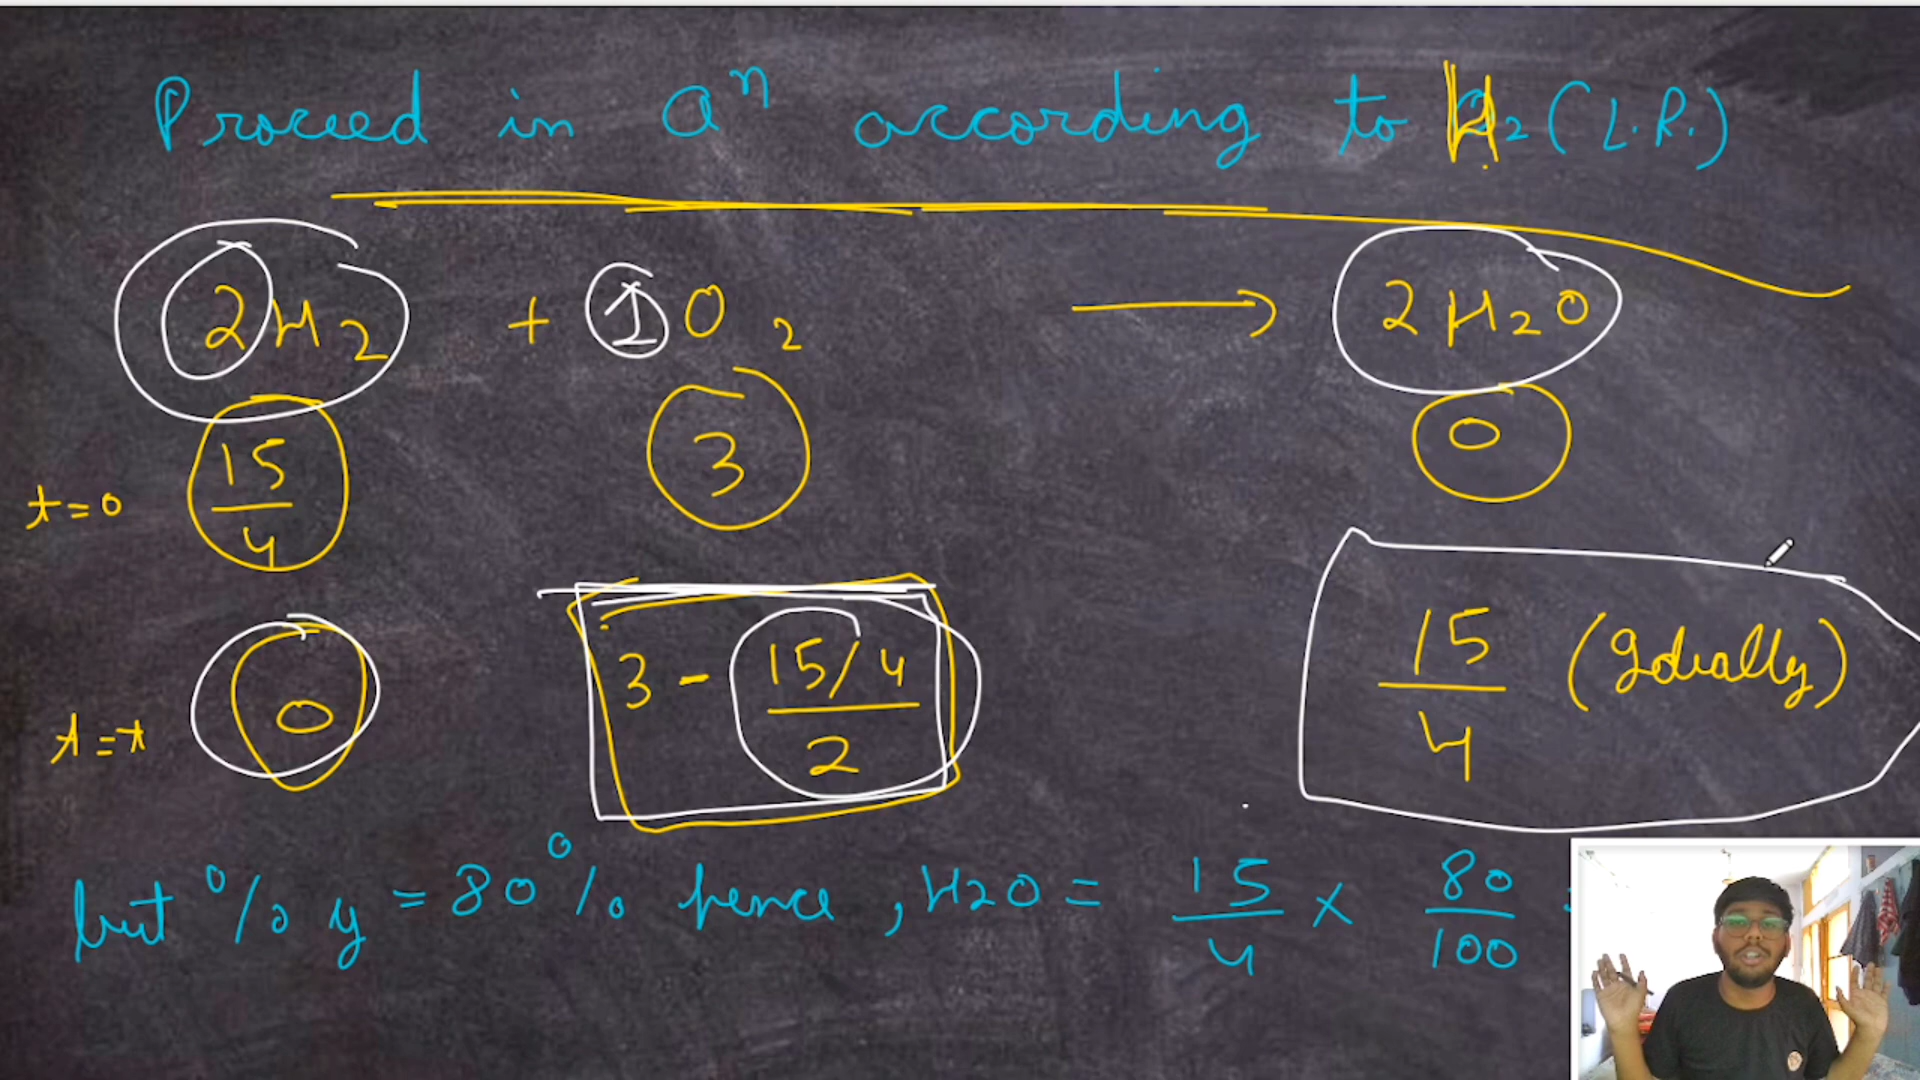 Proceed in aⁿ according to H₂ (L.R.)
2H₂ + 1O₂ ⟶ 2H₂O
t=0 15/4 3 0
t=t 0 3 - (15/4)/2 15/4 (Ideally)
but % y = 80% hence, H2O = 15/4 × 80/100